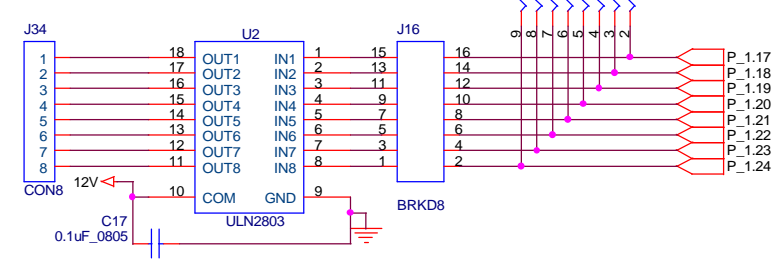 J34
U2
J16
9 8 7 6 5 4 3 2
1 18 OUT1 IN1 1 15 16 P_1.17
2 17 OUT2 IN2 2 13 14 P_1.18
3 16 OUT3 IN3 3 11 12 P_1.19
4 15 OUT4 IN4 4 9 10 P_1.20
5 14 OUT5 IN5 5 7 8 P_1.21
6 13 OUT6 IN6 6 5 6 P_1.22
7 12 OUT7 IN7 7 3 4 P_1.23
8 11 OUT8 IN8 8 1 2 P_1.24
CON8
12V
10 COM GND 9
BRKD8
C17
ULN2803
0.1uF_0805